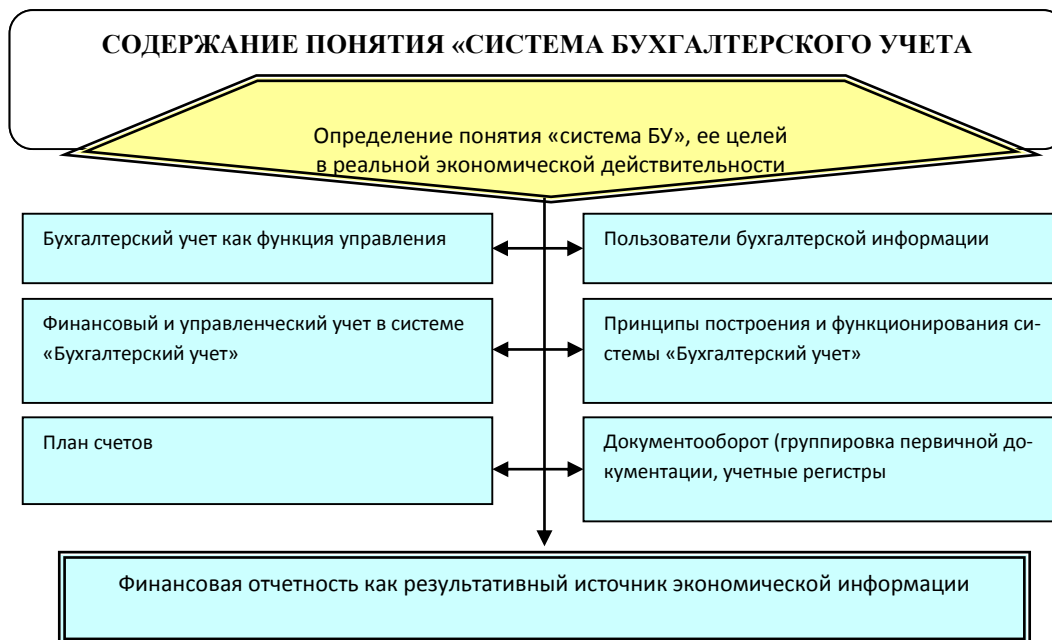 СОДЕРЖАНИЕ ПОНЯТИЯ «СИСТЕМА БУХГАЛТЕРСКОГО УЧЕТА
Определение понятия «система БУ», ее целей
в реальной экономической действительности
Бухгалтерский учет как функция управления
Пользователи бухгалтерской информации
Финансовый и управленческий учет в системе
«Бухгалтерский учет»
Принципы построения и функционирования си-
стемы «Бухгалтерский учет»
План счетов
Документооборот (группировка первичной до-
кументации, учетные регистры
Финансовая отчетность как результативный источник экономической информации